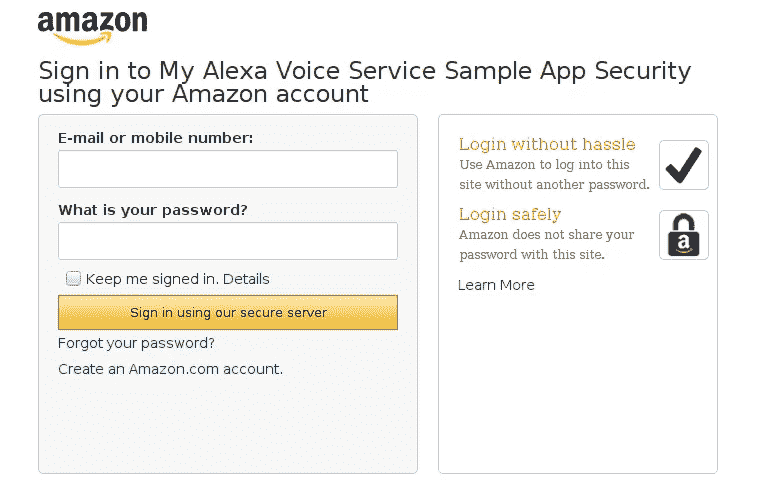 amazon
Sign in to My Alexa Voice Service Sample App Security
using your Amazon account
E-mail or mobile number:
What is your password?
Keep me signed in. Details
Sign in using our secure server
Forgot your password?
Create an Amazon.com account.
Login without hassle
Use Amazon to log into this
site without another password.
Login safely
Amazon does not share your
password with this site.
a
Learn More